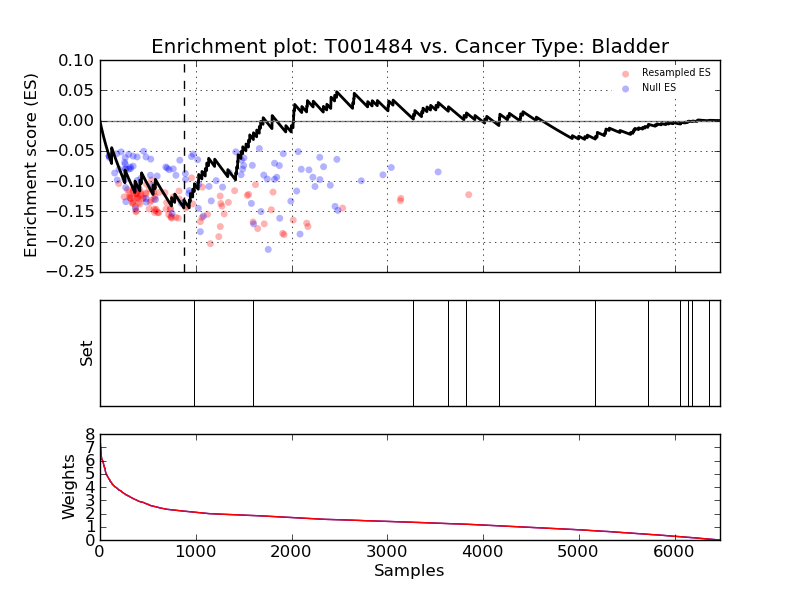 Enrichment plot: T001484 vs. Cancer Type: Bladder
Enrichment score (ES)
0.10
0.05
0.00
−0.05
−0.10
−0.15
−0.20
−0.25
Resampled ES
Null ES
Set
Weights
8
7
6
5
4
3
2
1
0
0 1000 2000 3000 4000 5000 6000
Samples